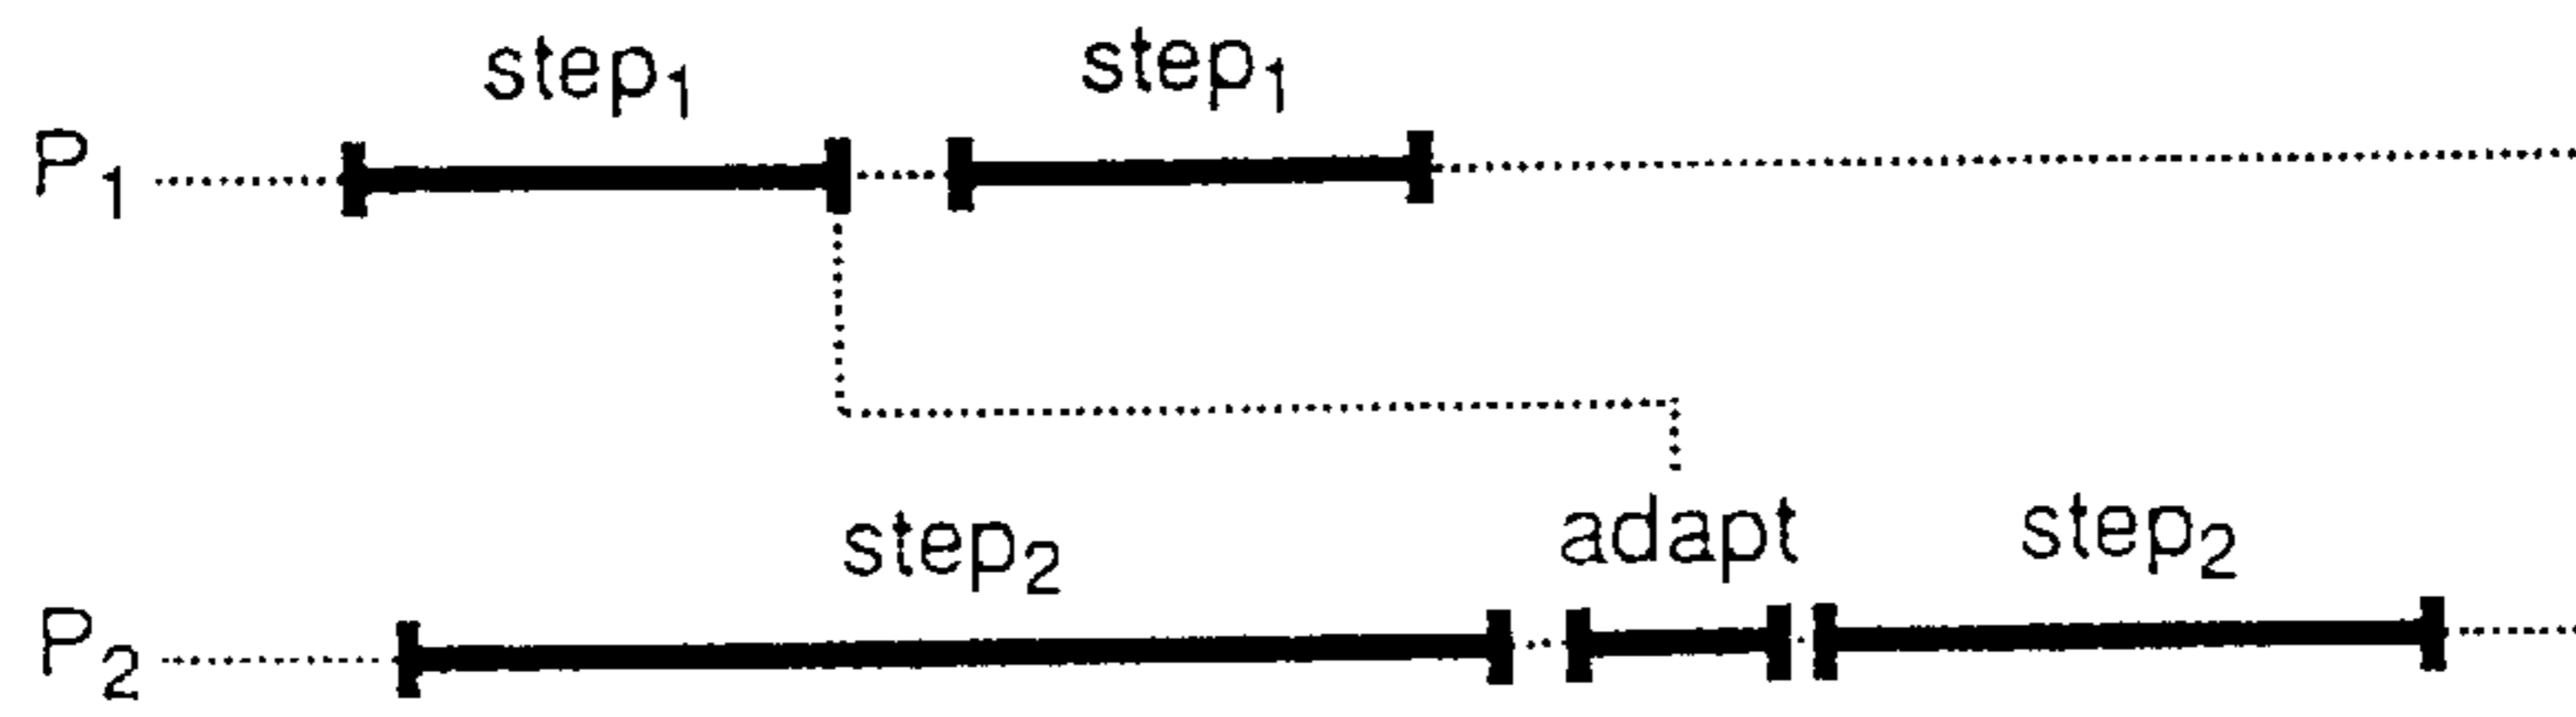 step₁ step₁
P₁
step₂ adapt step₂
P₂